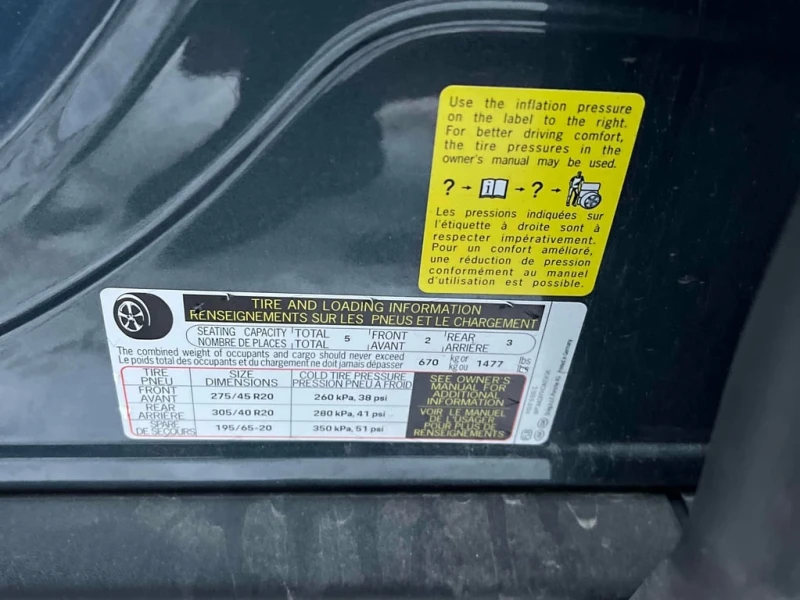 Use the inflation pressure
on the label to the right.
For better driving comfort,
the tire pressures in the
owner's manual may be used.
? ?
Les pressions indiquées sur
l'étiquette à droite sont à
respecter impérativement.
Pour un confort amélioré,
une réduction de pression
conformément au manuel
d'utilisation est possible.
TIRE AND LOADING INFORMATION
RENSEIGNEMENTS SUR LES PNEUS ET LE CHARGEMENT
SEATING CAPACITY TOTAL 5 FRONT 2 REAR 3
NOMBRE DE PLACES TOTAL AVANT ARRIÈRE
The combined weight of occupants and cargo should never exceed 670 kg or 1477 lbs
Le poids total des occupants et du chargement ne doit jamais dépasser kg ou
TIRE SIZE COLD TIRE PRESSURE
PNEU DIMENSIONS PRESSION PNEU À FROID
FRONT 275/45 R20 260 kPa, 38 psi
AVANT
REAR 305/40 R20 280 kPa, 41 psi
ARRIÈRE
SPARE 195/65-20 350 kPa, 51 psi
DE SECOURS
SEE OWNER'S
MANUAL FOR
ADDITIONAL
INFORMATION
VOIR LE MANUEL
DE L'USAGER
POUR PLUS DE
RENSEIGNEMENTS